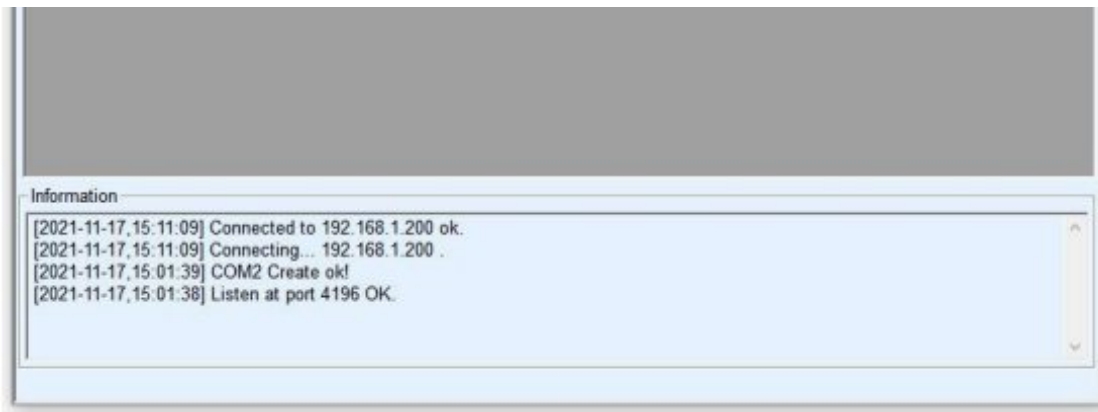 Information
[2021-11-17,15:11:09] Connected to 192.168.1.200 ok.
[2021-11-17,15:11:09] Connecting... 192.168.1.200 .
[2021-11-17,15:01:39] COM2 Create ok!
[2021-11-17,15:01:38] Listen at port 4196 OK.